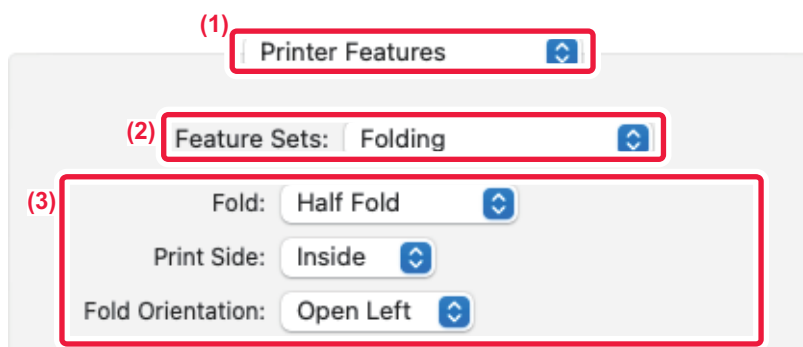 (1)
Printer Features
(2) Feature Sets: Folding
(3) Fold: Half Fold
Print Side: Inside
Fold Orientation: Open Left